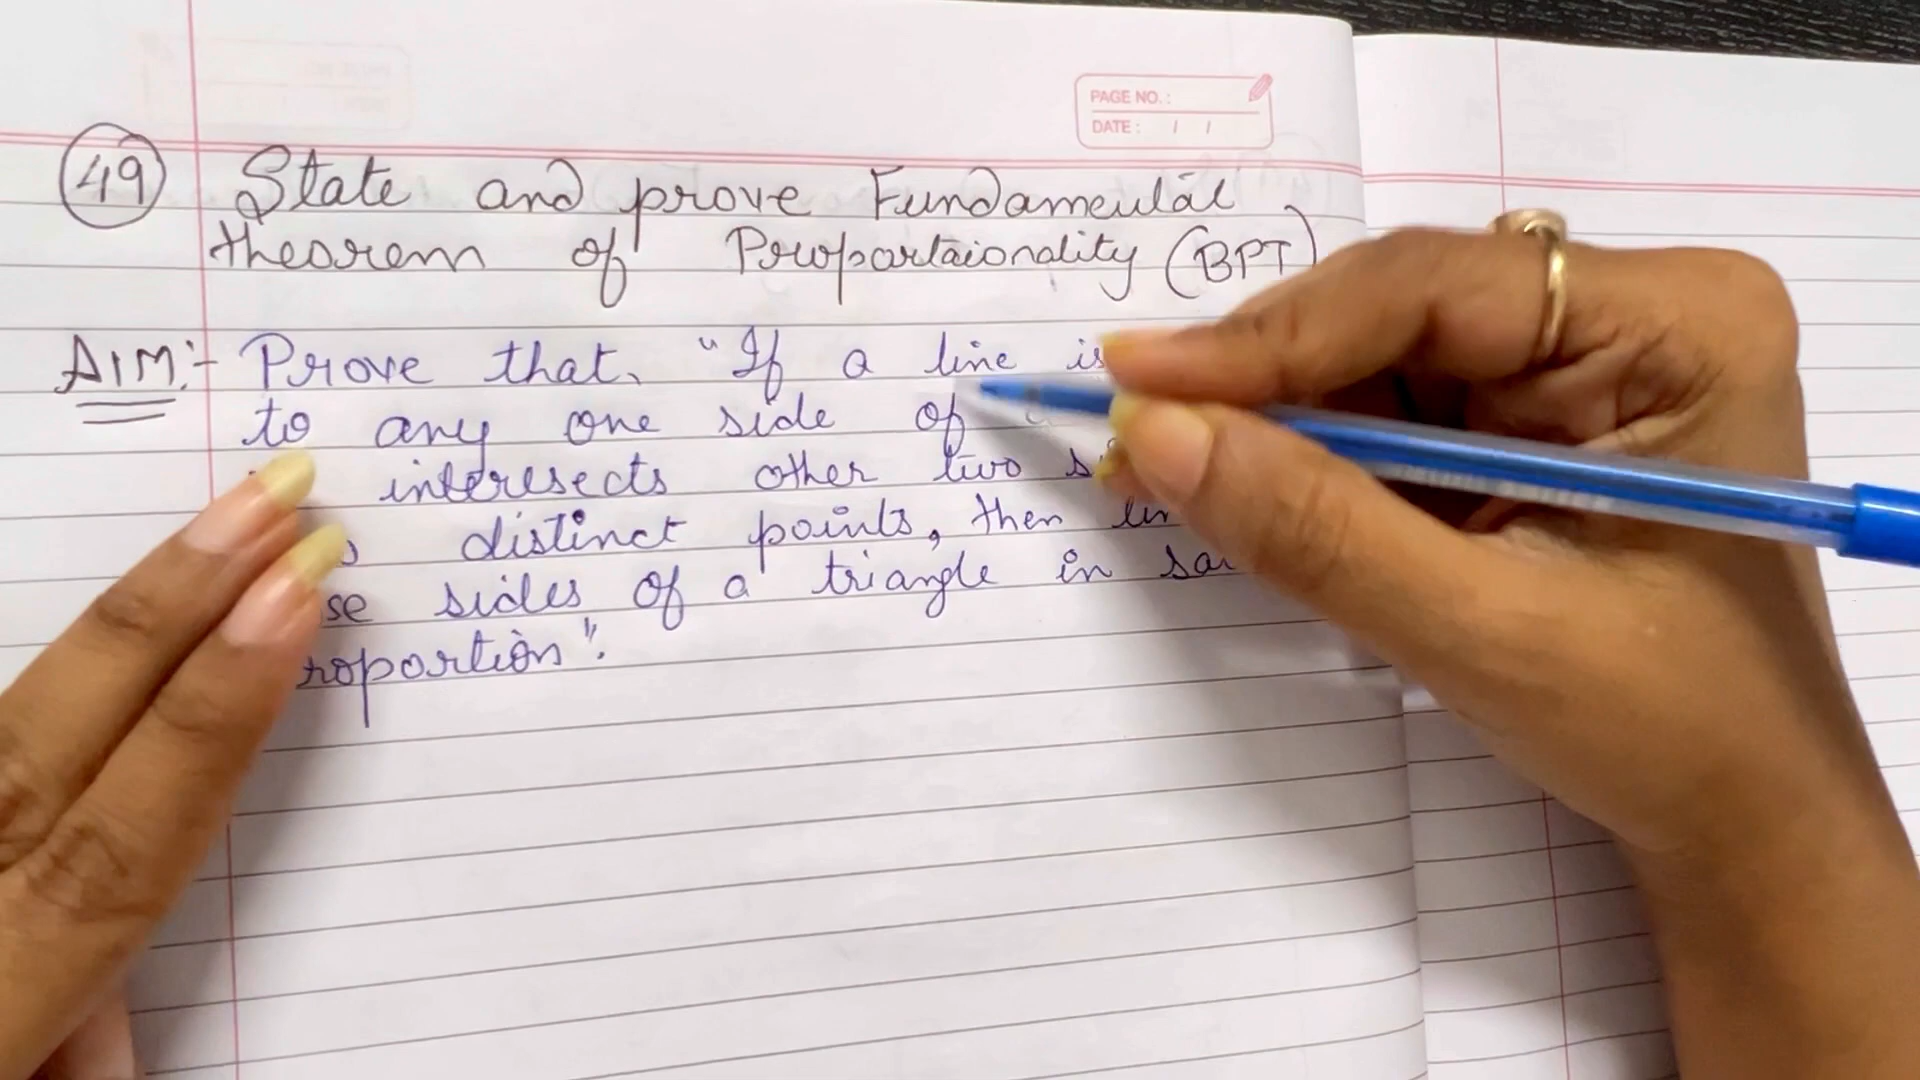 PAGE NO. :
DATE : / /
49 State and prove Fundamental
theorem of Proportaionality (BPT)
AIM:- Prove that, "If a line is
to any one side of
interesects other two
distinct points, then
sides of a triangle in
roportion".